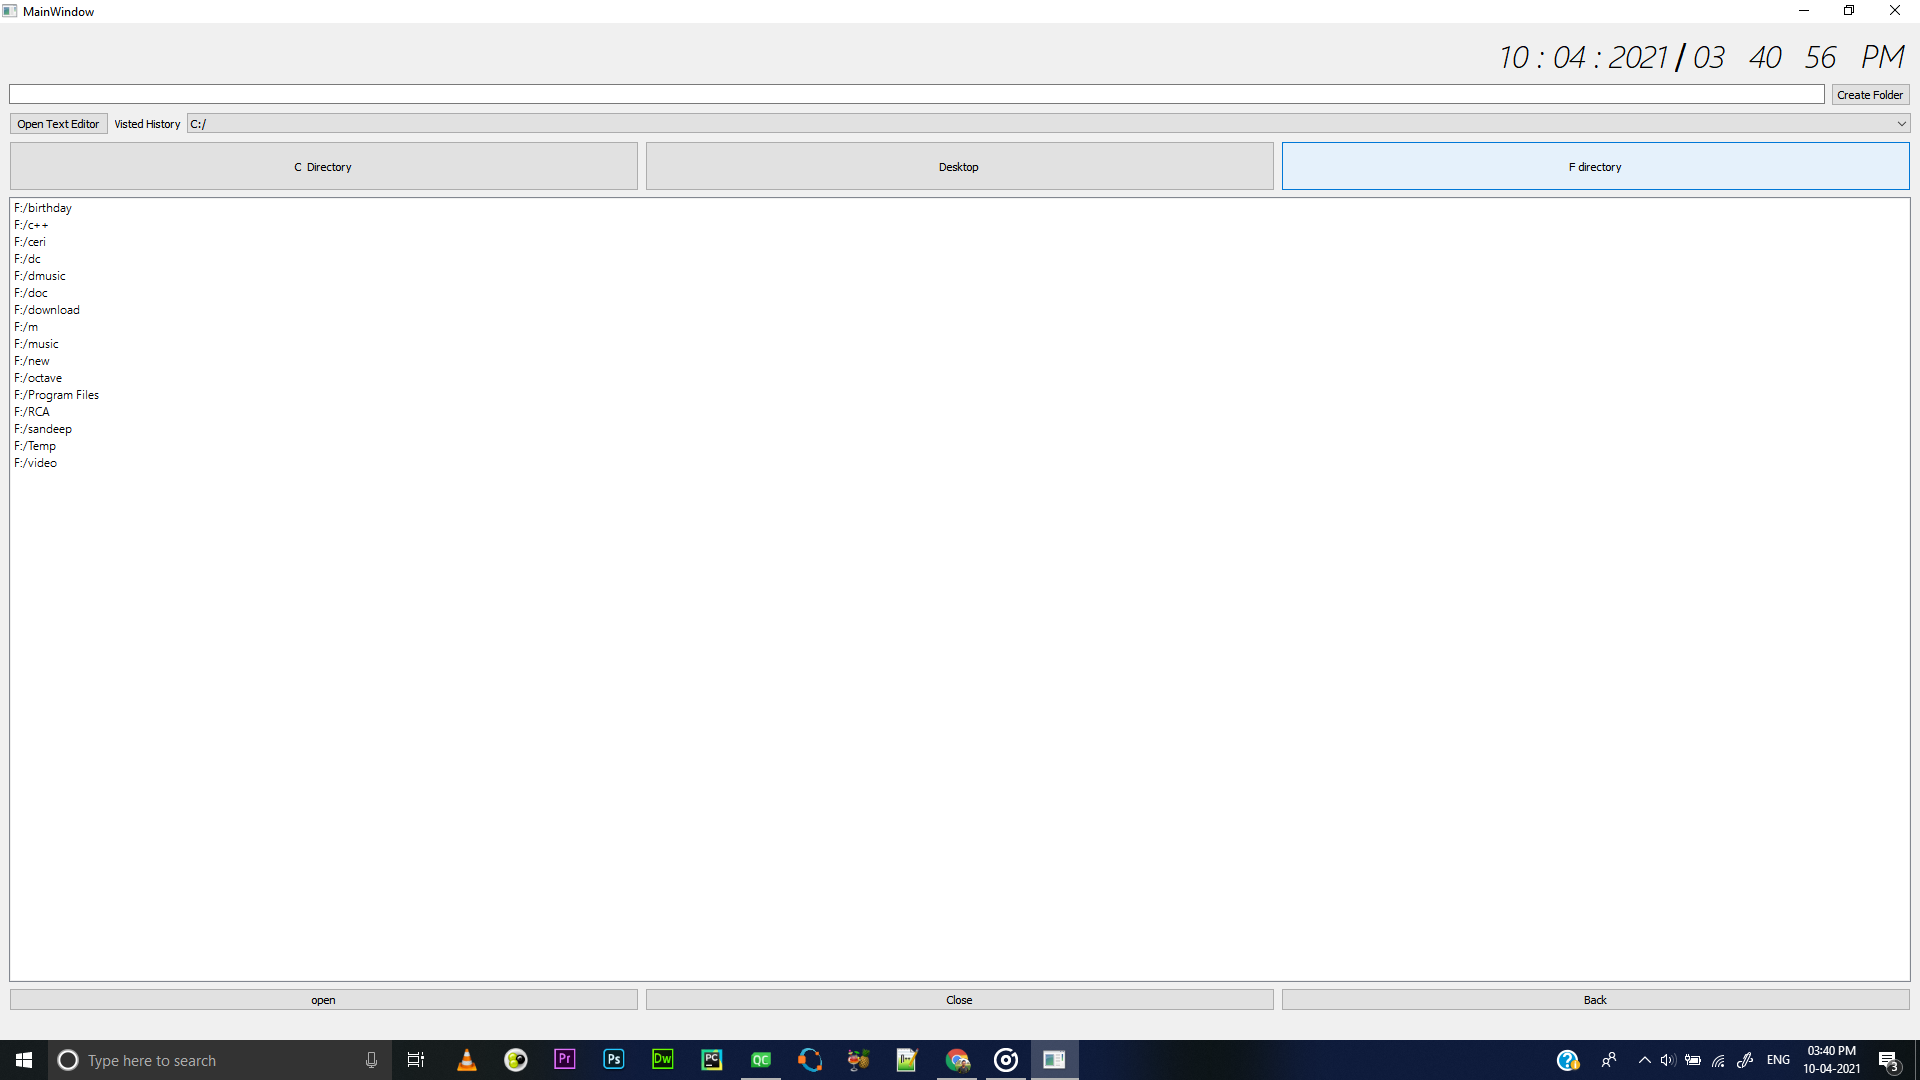 MainWindow
10 : 04 : 2021 / 03 40 56 PM
Create Folder
Open Text Editor Visted History C:/
C Directory Desktop F directory
F:/birthday
F:/c++
F:/ceri
F:/dc
F:/dmusic
F:/doc
F:/download
F:/m
F:/music
F:/new
F:/octave
F:/Program Files
F:/RCA
F:/sandeep
F:/Temp
F:/video
open Close Back
Type here to search Pr Ps Dw PC QC ENG 03:40 PM
10-04-2021 3